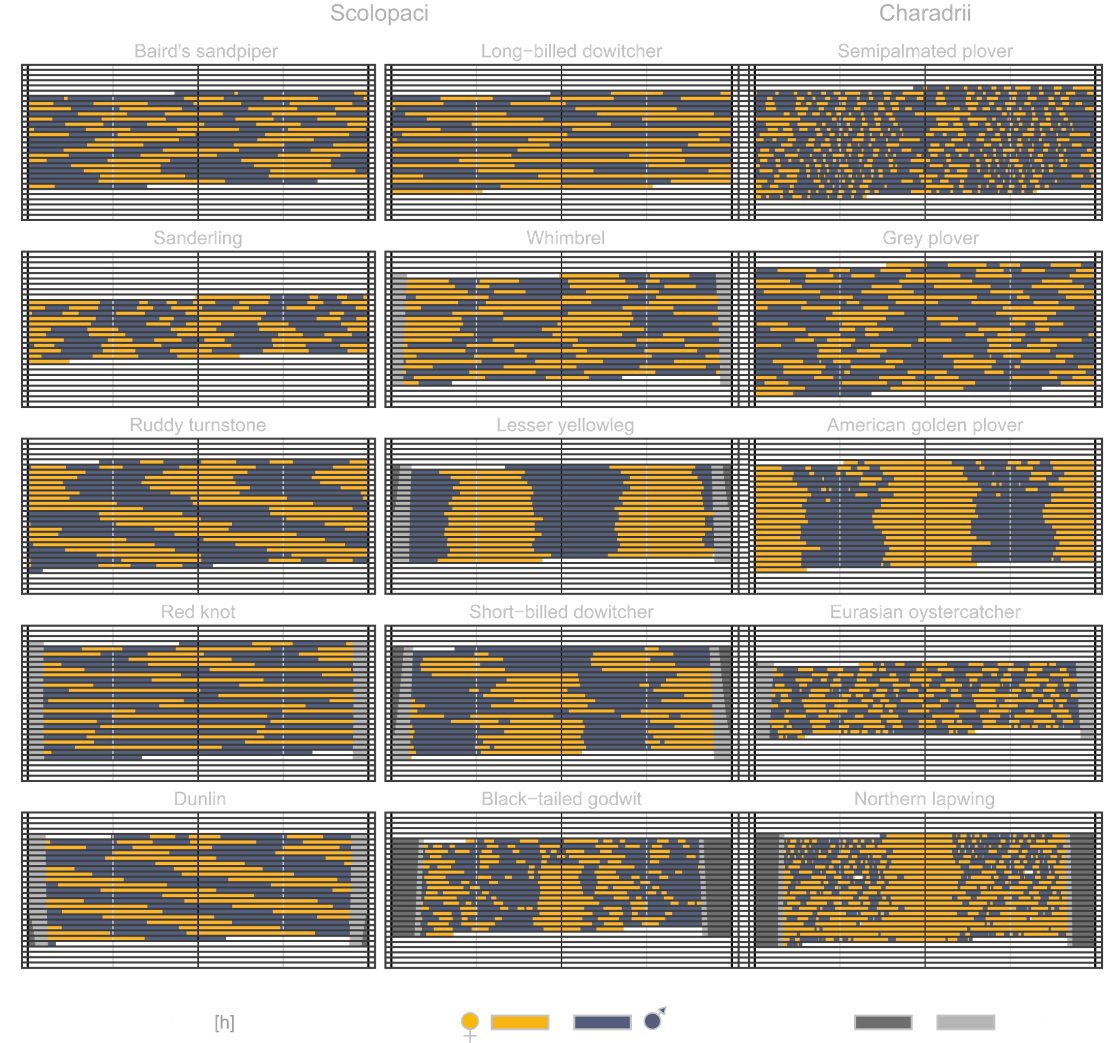 Scolopaci Charadrii
Baird's sandpiper Long−billed dowitcher Semipalmated plover
Sanderling Whimbrel Grey plover
Ruddy turnstone Lesser yellowleg American golden plover
Red knot Short−billed dowitcher Eurasian oystercatcher
Dunlin Black−tailed godwit Northern lapwing
[h] ♀ ♂